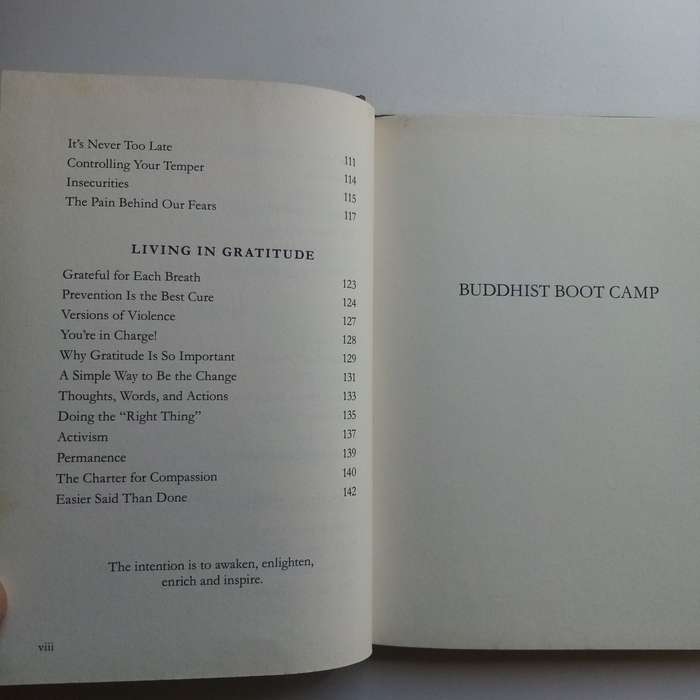 It's Never Too Late 111
Controlling Your Temper 114
Insecurities 115
The Pain Behind Our Fears 117
LIVING IN GRATITUDE
Grateful for Each Breath 123
Prevention Is the Best Cure 124
Versions of Violence 127
You're in Charge! 128
Why Gratitude Is So Important 129
A Simple Way to Be the Change 131
Thoughts, Words, and Actions 133
Doing the “Right Thing” 135
Activism 137
Permanence 139
The Charter for Compassion 140
Easier Said Than Done 142
The intention is to awaken, enlighten,
enrich and inspire.
viii
BUDDHIST BOOT CAMP